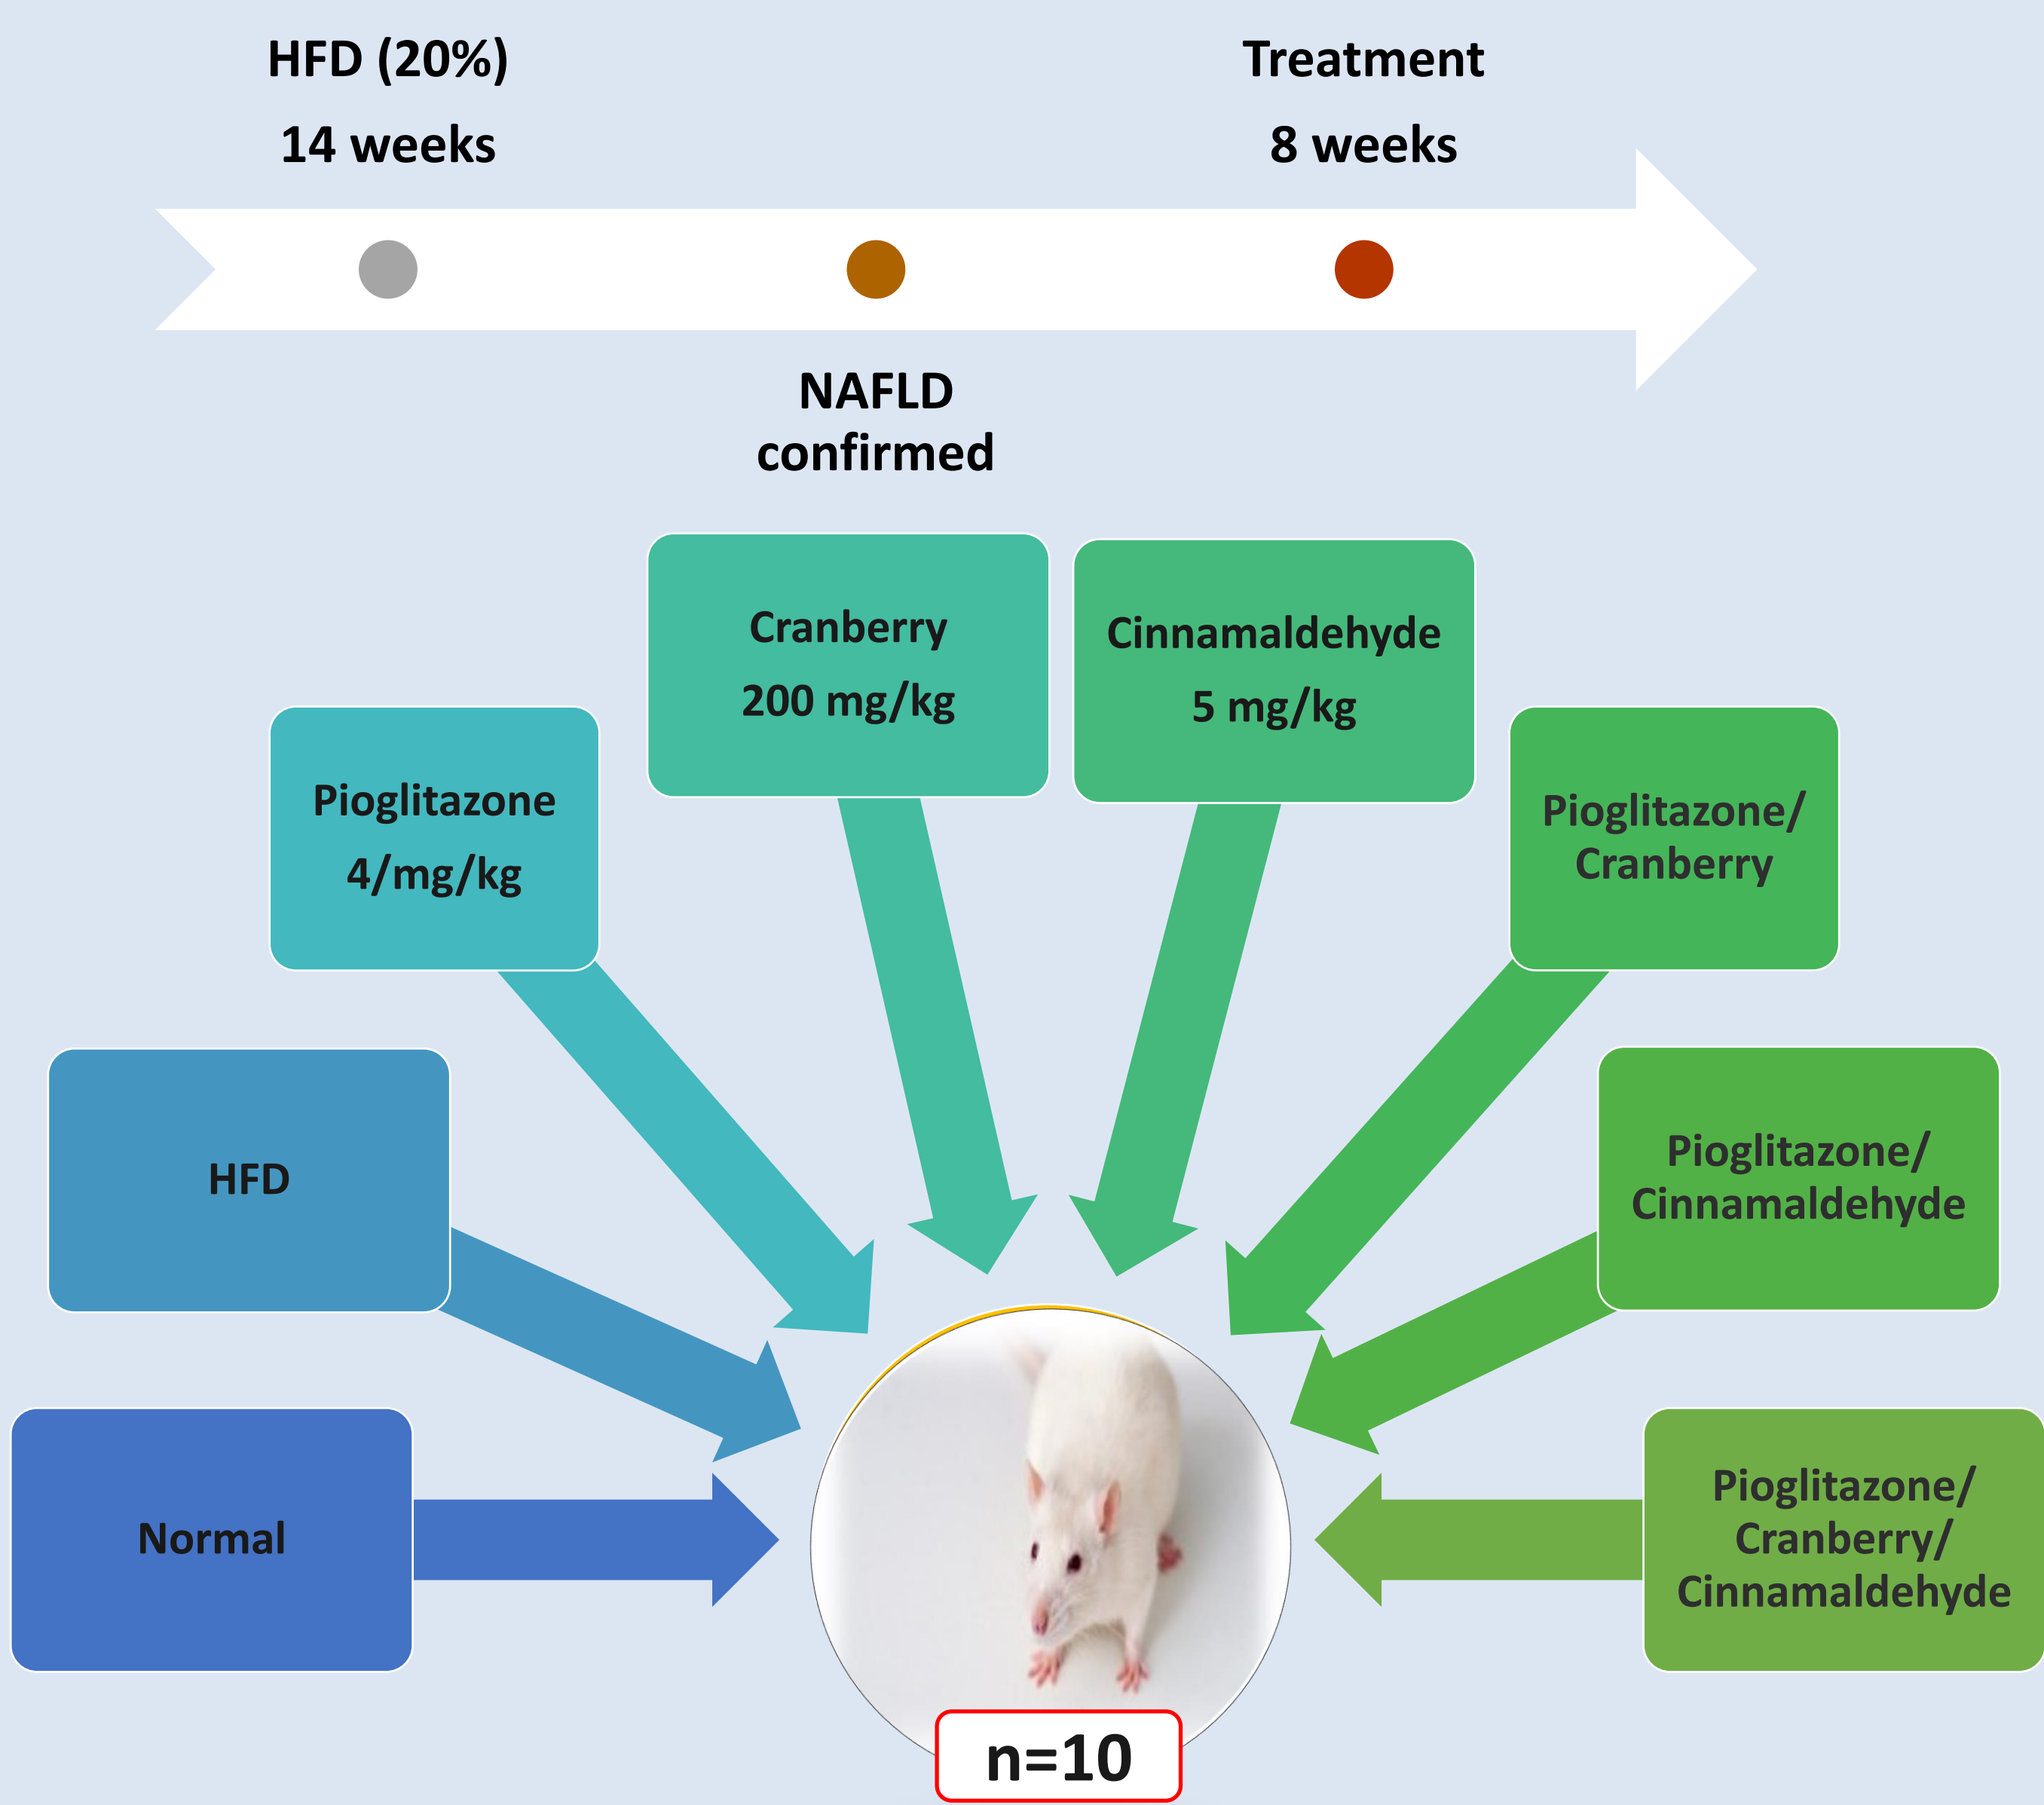 HFD (20%)
14 weeks
Treatment
8 weeks
NAFLD
confirmed
Cranberry
200 mg/kg
Cinnamaldehyde
5 mg/kg
Pioglitazone
4/mg/kg
Pioglitazone/
Cranberry
HFD
Pioglitazone/
Cinnamaldehyde
Normal
Pioglitazone/
Cranberry/
Cinnamaldehyde
n=10